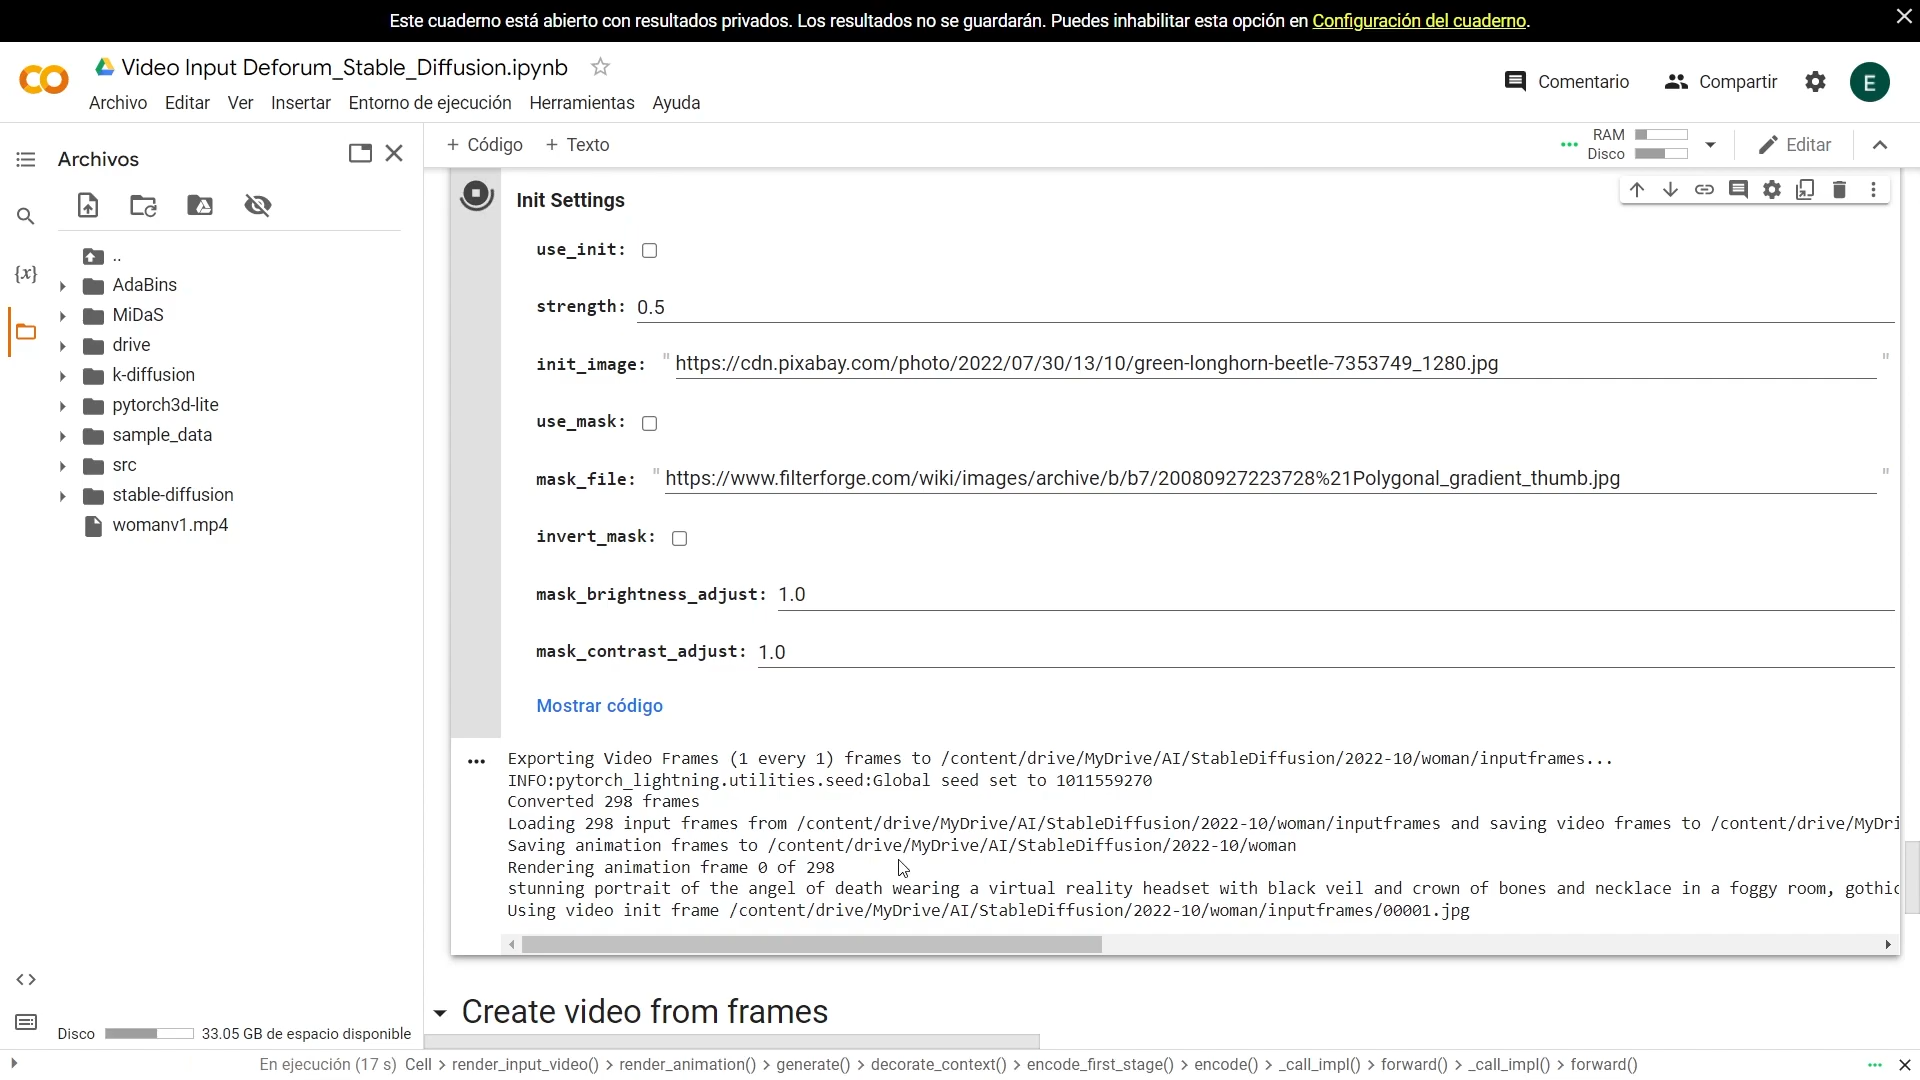 Este cuaderno está abierto con resultados privados. Los resultados no se guardarán. Puedes inhabilitar esta opción en Configuración del cuaderno.
Video Input Deforum_Stable_Diffusion.ipynb
Archivo Editar Ver Insertar Entorno de ejecución Herramientas Ayuda
Comentario Compartir E
Archivos
+ Código + Texto
RAM
Disco
Editar
..
AdaBins
MiDaS
drive
k-diffusion
pytorch3d-lite
sample_data
src
stable-diffusion
womanv1.mp4
{x}
Disco 33.05 GB de espacio disponible
Init Settings
use_init:
strength: 0.5
init_image: "https://cdn.pixabay.com/photo/2022/07/30/13/10/green-longhorn-beetle-7353749_1280.jpg"
use_mask:
mask_file: "https://www.filterforge.com/wiki/images/archive/b/b7/20080927223728%21Polygonal_gradient_thumb.jpg"
invert_mask:
mask_brightness_adjust: 1.0
mask_contrast_adjust: 1.0
Mostrar código
Exporting Video Frames (1 every 1) frames to /content/drive/MyDrive/AI/StableDiffusion/2022-10/woman/inputframes...
INFO:pytorch_lightning.utilities.seed:Global seed set to 1011559270
Converted 298 frames
Loading 298 input frames from /content/drive/MyDrive/AI/StableDiffusion/2022-10/woman/inputframes and saving video frames to /content/drive/MyDri
Saving animation frames to /content/drive/MyDrive/AI/StableDiffusion/2022-10/woman
Rendering animation frame 0 of 298
stunning portrait of the angel of death wearing a virtual reality headset with black veil and crown of bones and necklace in a foggy room, gothic
Using video init frame /content/drive/MyDrive/AI/StableDiffusion/2022-10/woman/inputframes/00001.jpg
Create video from frames
En ejecución (17 s) Cell > render_input_video() > render_animation() > generate() > decorate_context() > encode_first_stage() > encode() > _call_impl() > forward() > _call_impl() > forward()